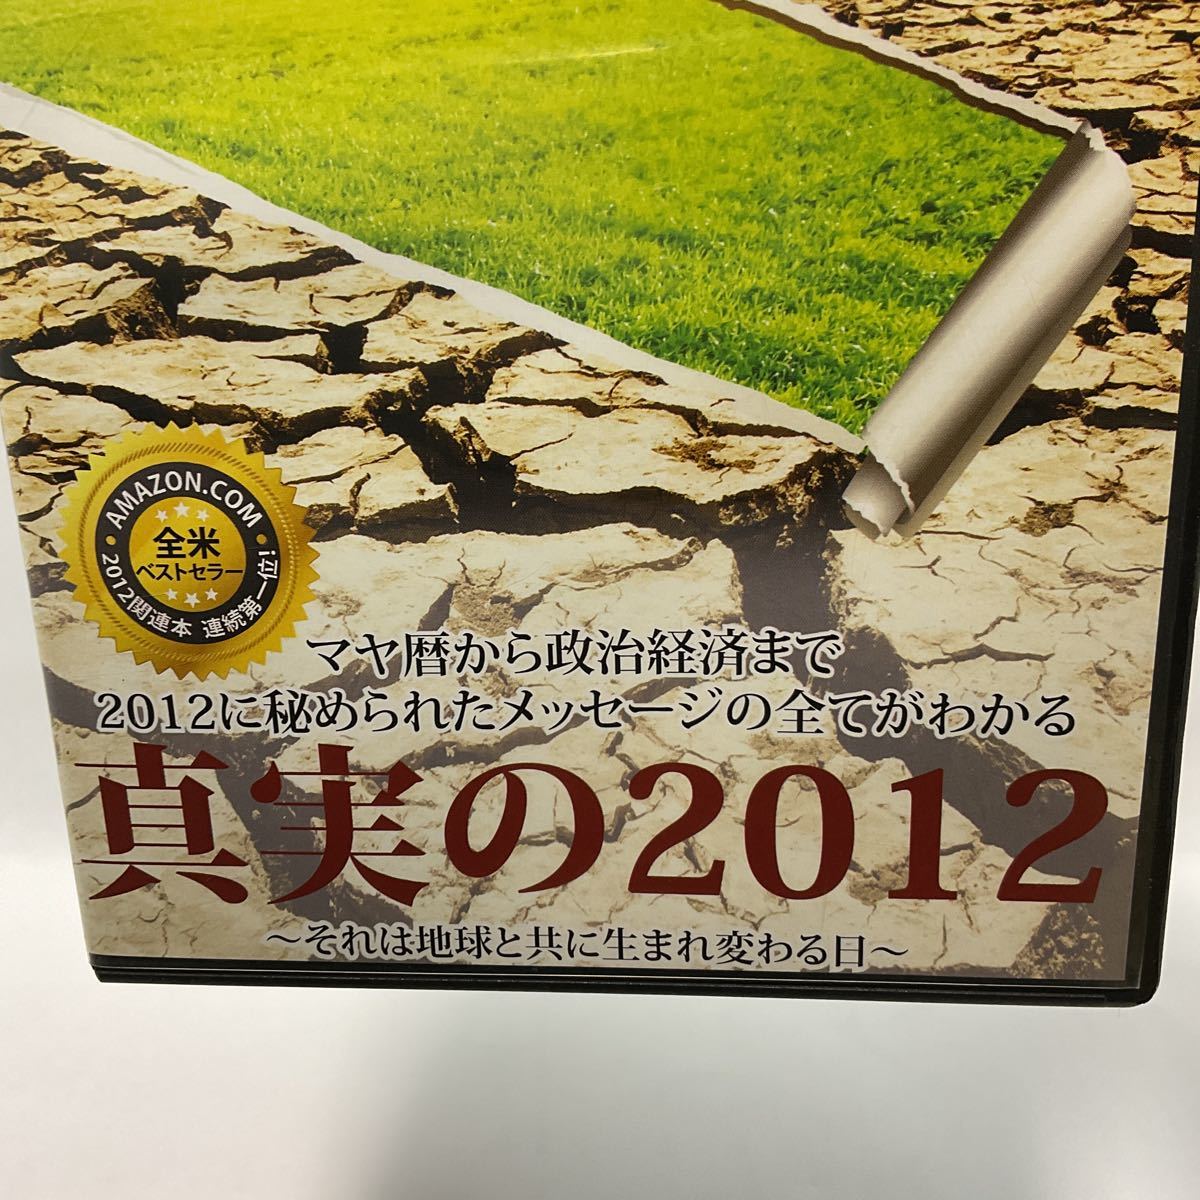 AMAZON.COM
全米
ベストセラー
2012関連本 連続第一位!
マヤ暦から政治経済まで
2012に秘められたメッセージの全てがわかる
真実の2012
～それは地球と共に生まれ変わる日～